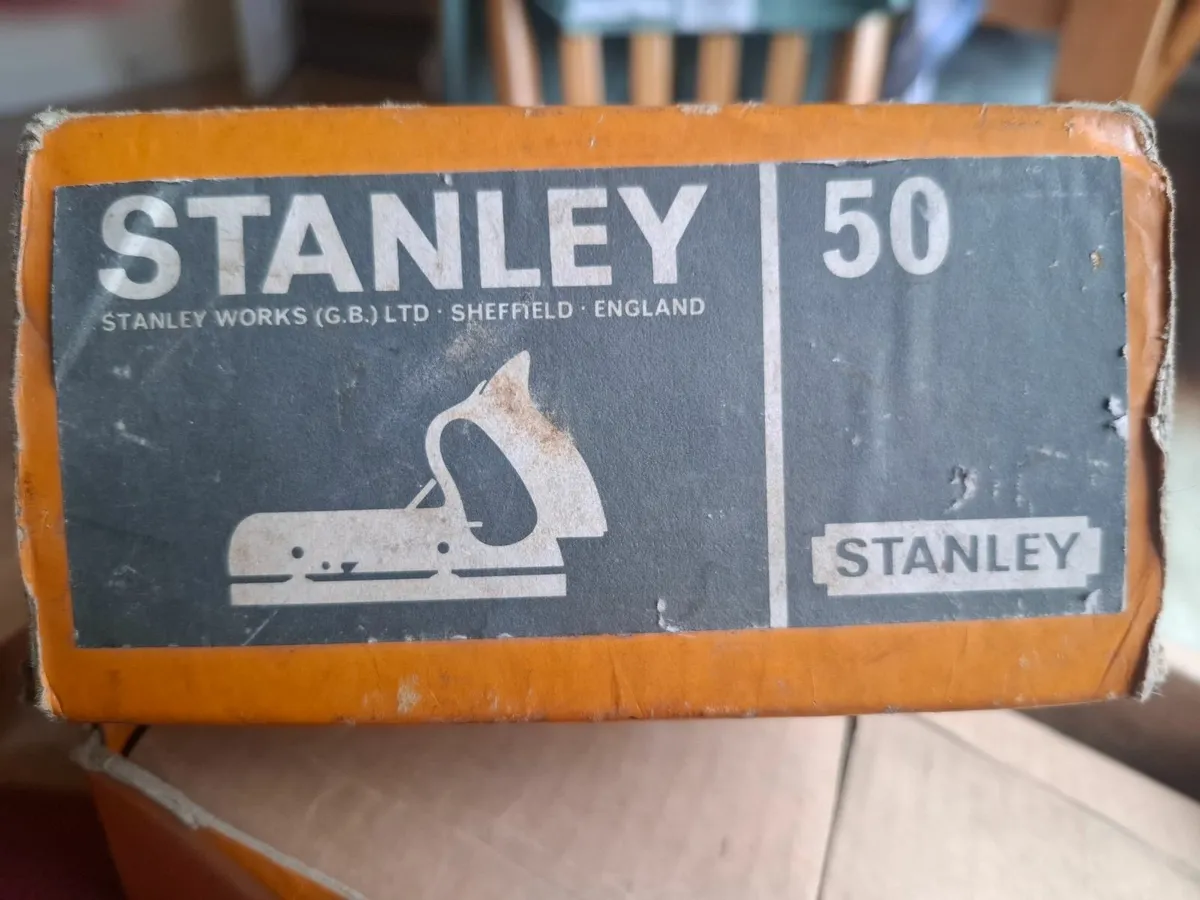 STANLEY
STANLEY WORKS (G.B.) LTD · SHEFFIELD · ENGLAND
50
STANLEY